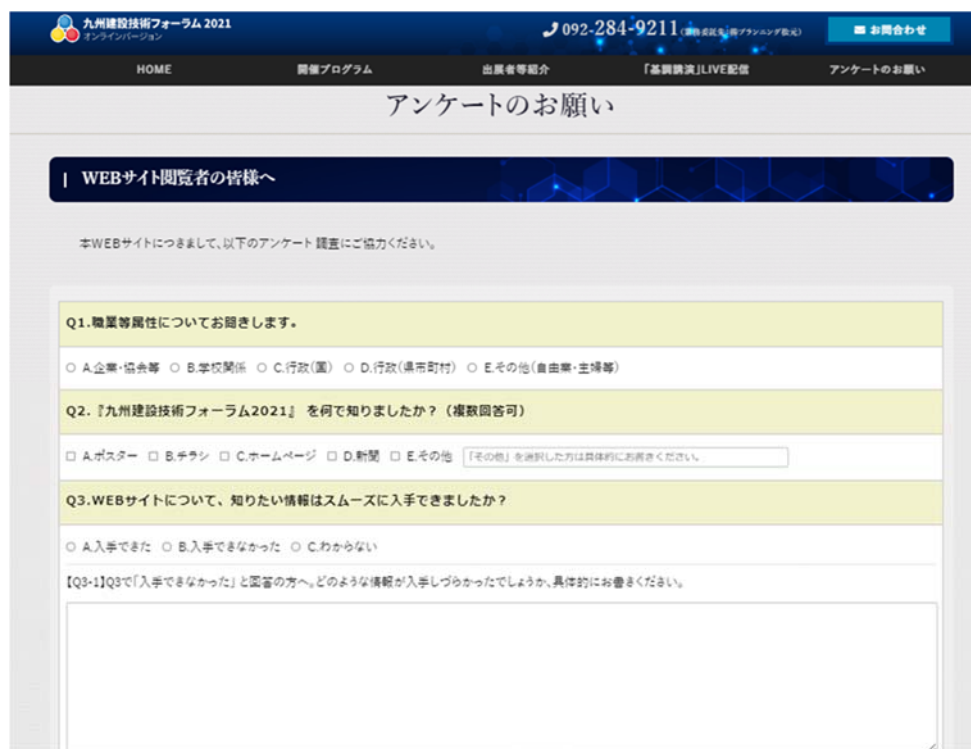 九州建設技術フォーラム 2021
オンラインバージョン
092-284-9211
お問合わせ
HOME
開催プログラム
出展者等紹介
「基調講演」LIVE配信
アンケートのお願い
アンケートのお願い
| WEBサイト閲覧者の皆様へ
本WEBサイトにつきまして、以下のアンケート調査にご協力ください。
Q1.職業等属性についてお聞きします。
A.企業・協会等 B.学校関係 C.行政(国) D.行政(県市町村) E.その他(自由業・主婦等)
Q2.『九州建設技術フォーラム2021』 を何で知りましたか？（複数回答可）
A.ポスター B.チラシ C.ホームページ D.新聞 E.その他 「その他」を選択した方は具体的にお書きください。
Q3.WEBサイトについて、知りたい情報はスムーズに入手できましたか？
A.入手できた B.入手できなかった C.わからない
【Q3-1】Q3で「入手できなかった」と回答の方へ。どのような情報が入手しづらかったでしょうか、具体的にお書きください。